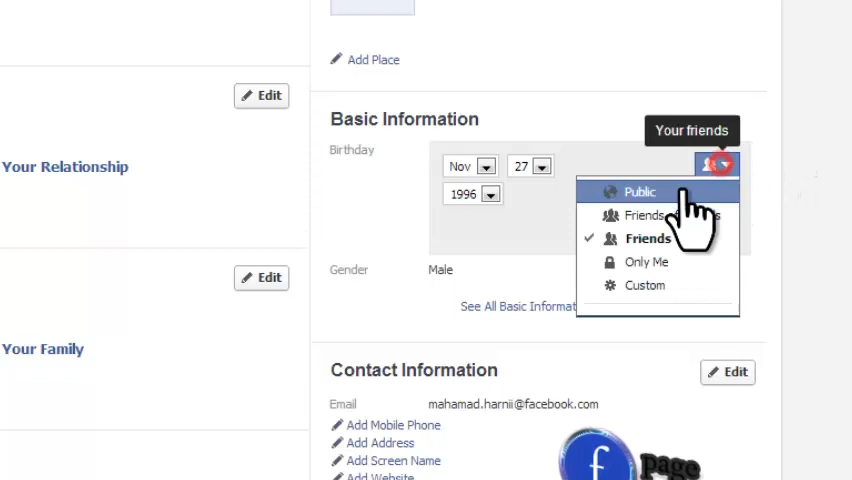 Add Place
Edit
Basic Information
Your friends
Birthday
Nov 27
Your Relationship
Public
1996
Friends
Friends
Only Me
Gender Male
Edit
Custom
See All Basic
Your Family
Contact Information
Edit
Email mahamad.harnii@facebook.com
Add Mobile Phone
Add Address
Add Screen Name
f page
Add Website